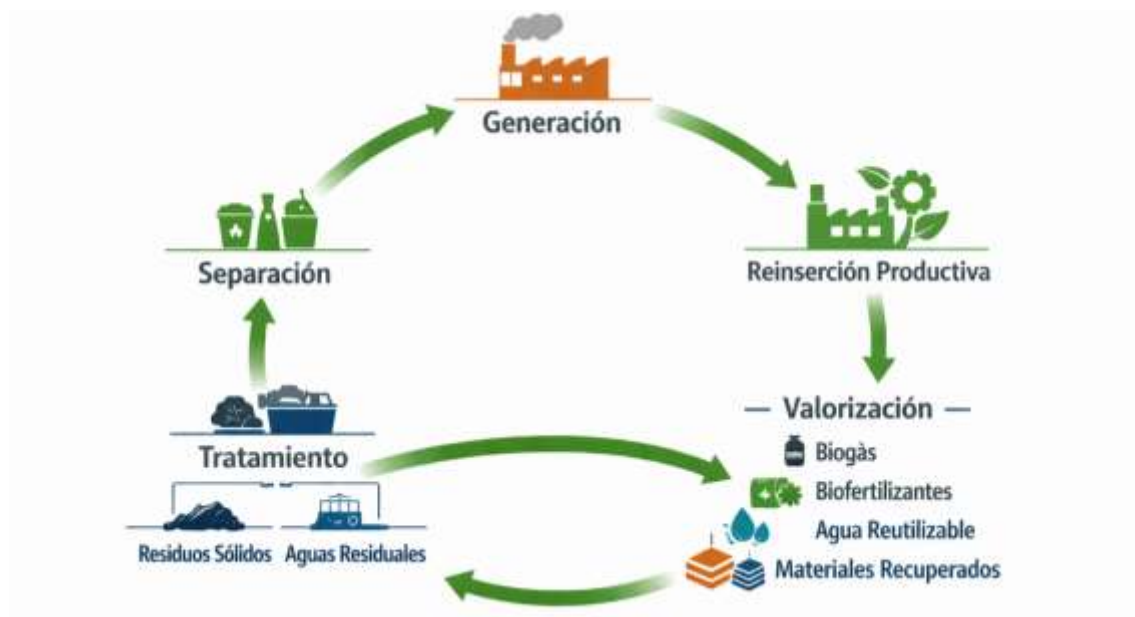 Generación
Separación
Reinserción Productiva
Tratamiento
Residuos Sólidos
Aguas Residuales
Valorización
Biogàs
Biofertilizantes
Agua Reutilizable
Materiales Recuperados